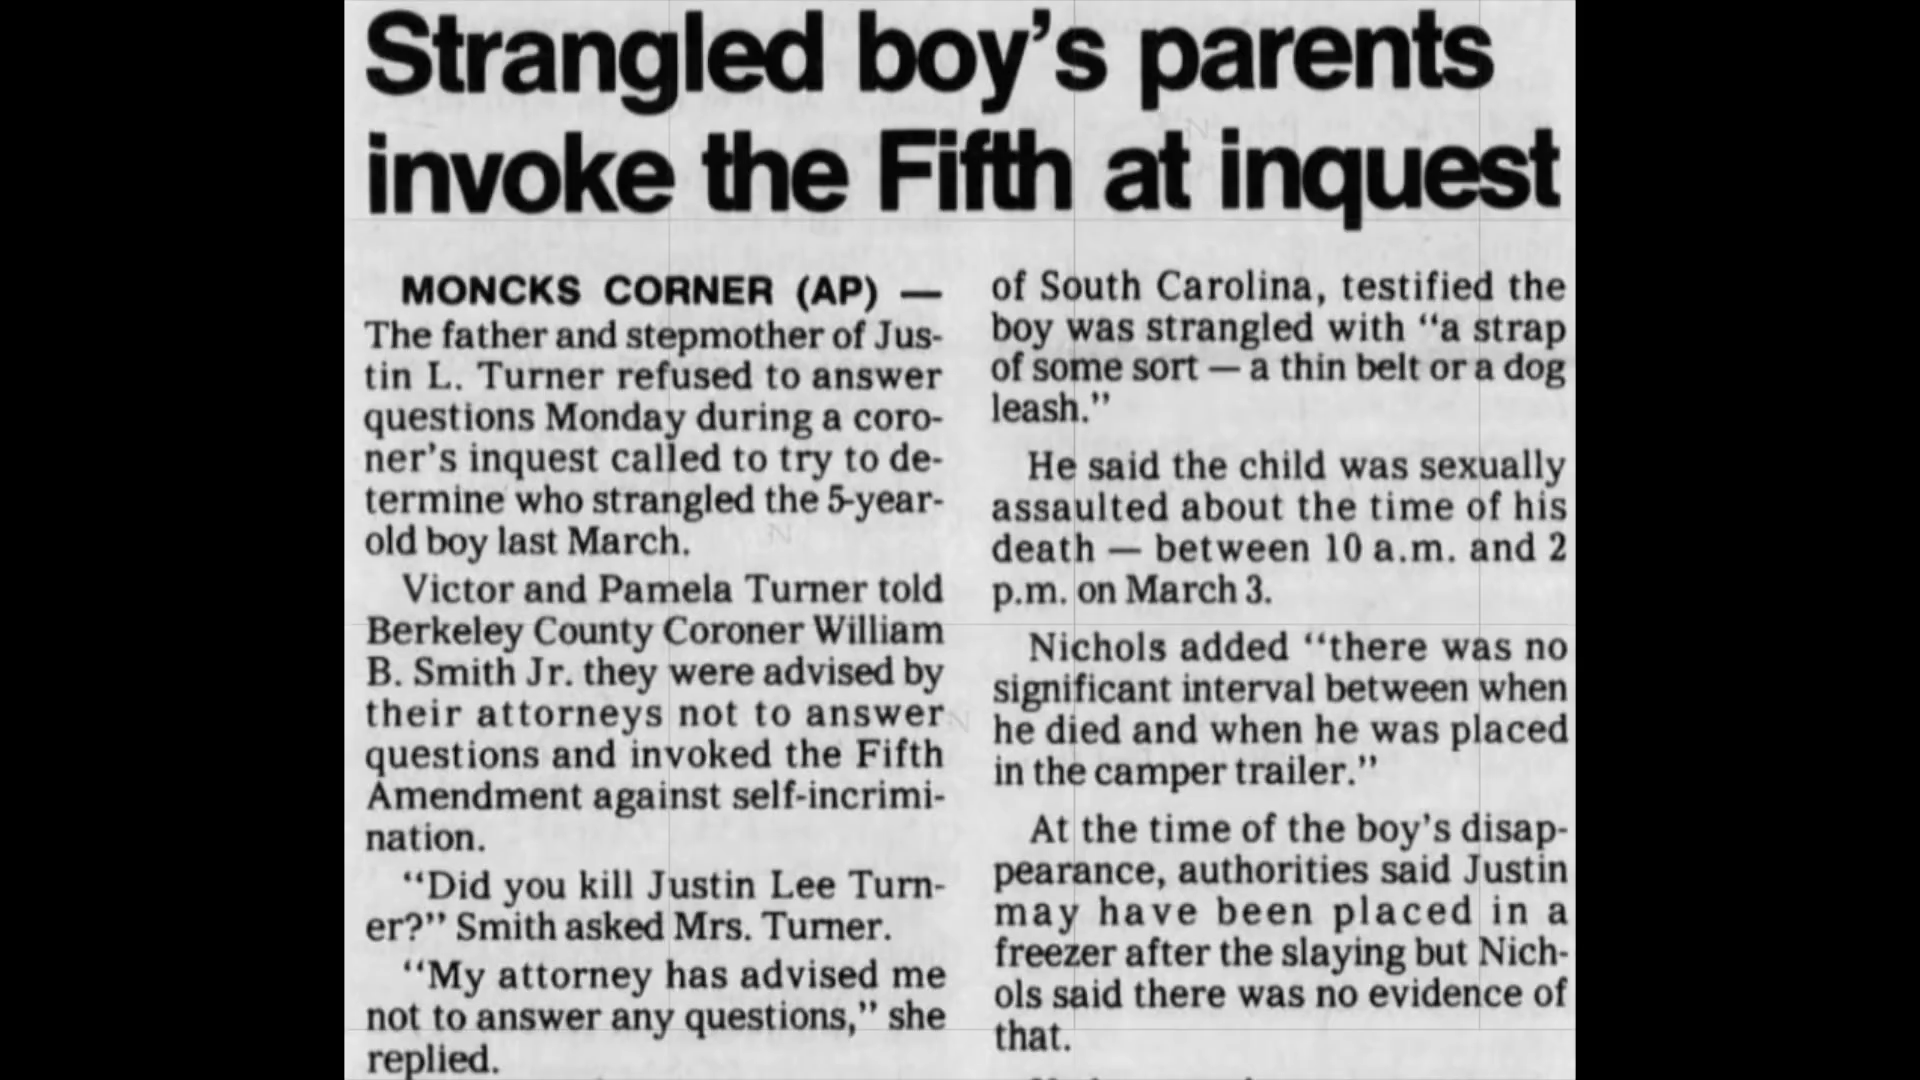 Strangled boy's parents
invoke the Fifth at inquest
MONCKS CORNER (AP) —
The father and stepmother of Jus-
tin L. Turner refused to answer
questions Monday during a coro-
ner's inquest called to try to de-
termine who strangled the 5-year-
old boy last March.
Victor and Pamela Turner told
Berkeley County Coroner William
B. Smith Jr. they were advised by
their attorneys not to answer
questions and invoked the Fifth
Amendment against self-incrimi-
nation.
"Did you kill Justin Lee Turn-
er?" Smith asked Mrs. Turner.
"My attorney has advised me
not to answer any questions," she
replied.
of South Carolina, testified the
boy was strangled with "a strap
of some sort — a thin belt or a dog
leash."
He said the child was sexually
assaulted about the time of his
death — between 10 a.m. and 2
p.m. on March 3.
Nichols added "there was no
significant interval between when
he died and when he was placed
in the camper trailer."
At the time of the boy's disap-
pearance, authorities said Justin
may have been placed in a
freezer after the slaying but Nich-
ols said there was no evidence of
that.